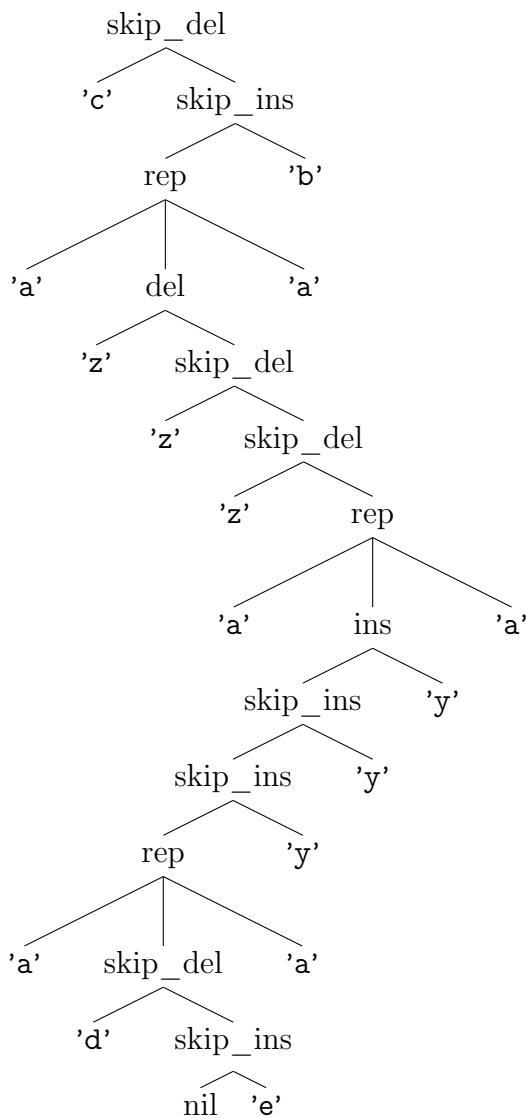 skip_del
'c' skip_ins
rep 'b'
'a' del 'a'
'z' skip_del
'z' skip_del
'z' rep
'a' ins 'a'
skip_ins 'y'
skip_ins 'y'
rep 'y'
'a' skip_del 'a'
'd' skip_ins
nil 'e'